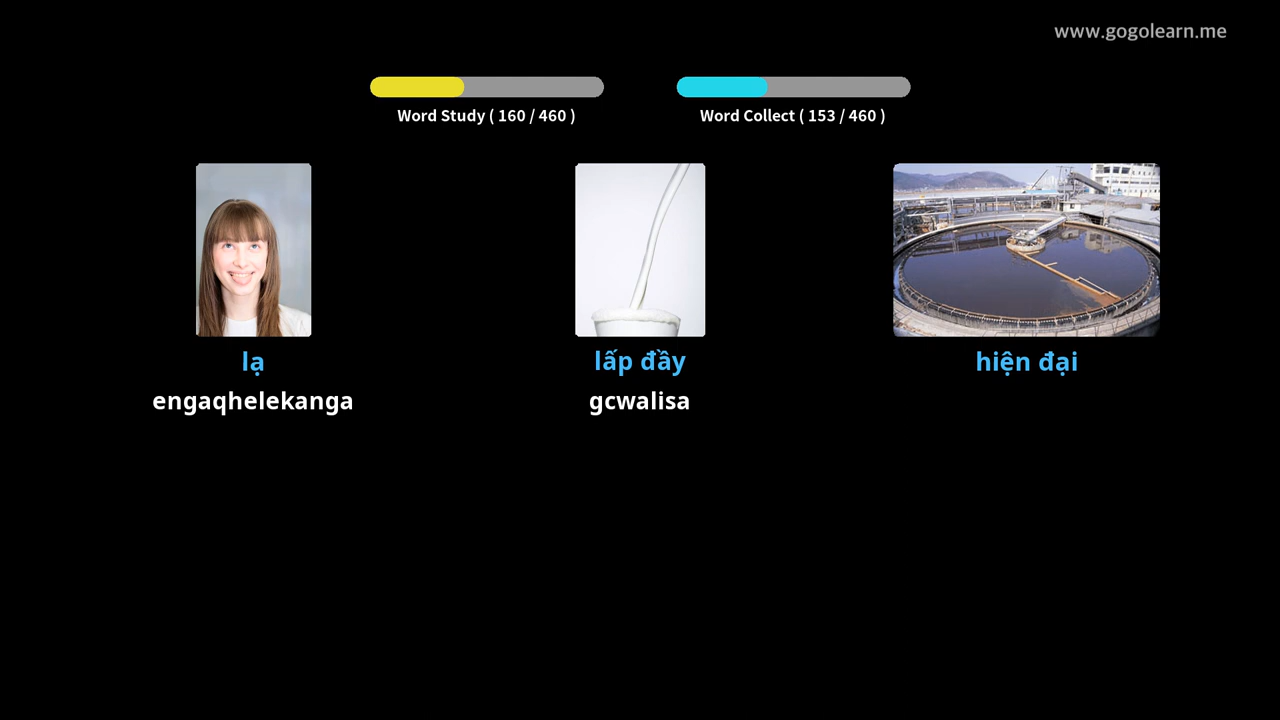 www.gogolearn.me
Word Study ( 160 / 460 )
Word Collect ( 153 / 460 )
lạ
engaqhelekanga
lấp đầy
gcwalisa
hiện đại